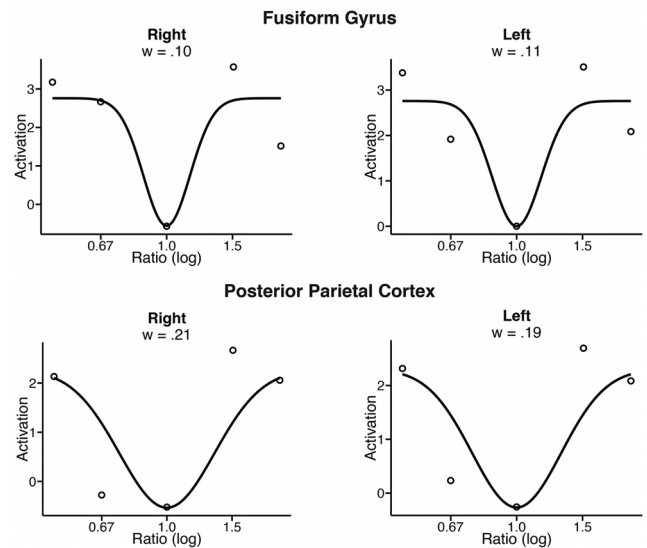 Fusiform Gyrus
Right
w = .10
Left
w = .11
Activation
3
2
1
0
0.67 1.0 1.5
Ratio (log)
Activation
3
2
1
0
0.67 1.0 1.5
Ratio (log)
Posterior Parietal Cortex
Right
w = .21
Left
w = .19
Activation
2
1
0
0.67 1.0 1.5
Ratio (log)
Activation
2
1
0
0.67 1.0 1.5
Ratio (log)